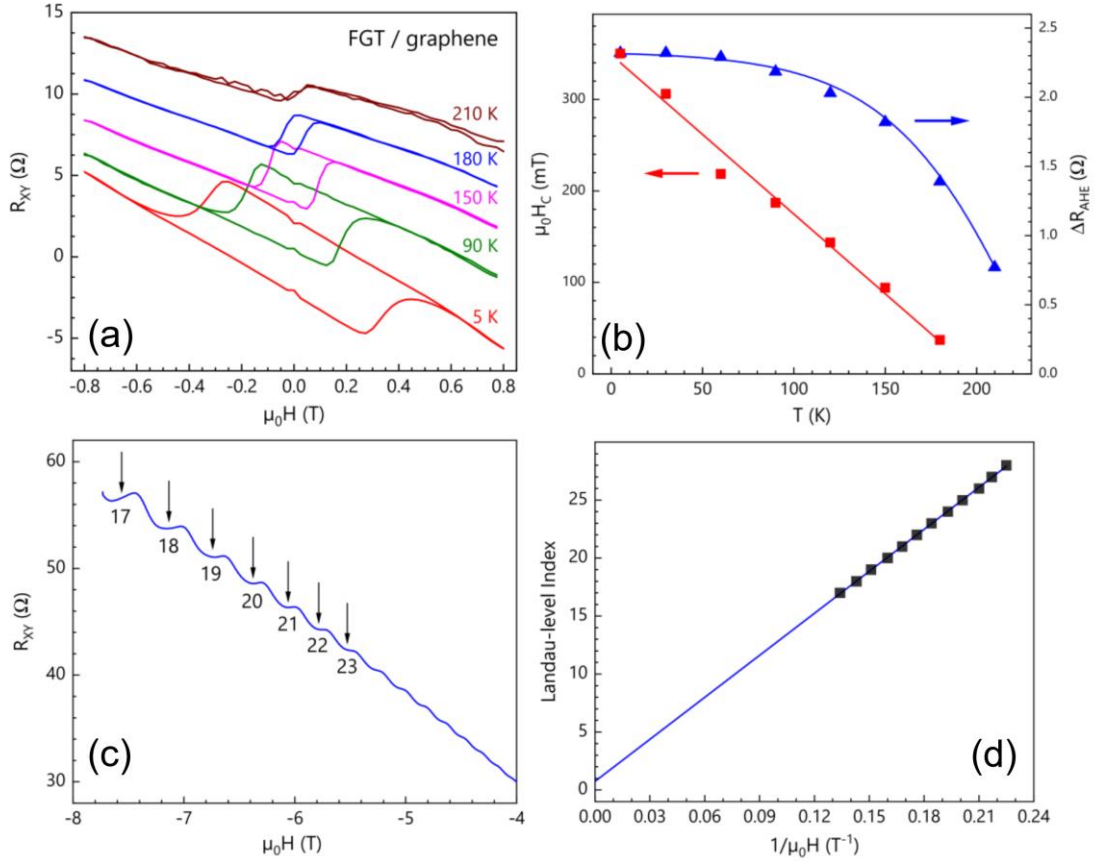 FGT / graphene
15
10
5
0
-5
R_XY (Ω)
210 K
180 K
150 K
90 K
5 K
(a)
-0.8 -0.6 -0.4 -0.2 0.0 0.2 0.4 0.6 0.8
μ₀H (T)
300
200
100
0
μ₀H_C (mT)
2.5
2.0
1.5
1.0
0.5
0.0
ΔR_AHE (Ω)
(b)
0 50 100 150 200
T (K)
60
50
40
30
R_XY (Ω)
17
18
19
20
21
22
23
(c)
-8 -7 -6 -5 -4
μ₀H (T)
25
20
15
10
5
0
Landau-level Index
(d)
0.00 0.03 0.06 0.09 0.12 0.15 0.18 0.21 0.24
1/μ₀H (T⁻¹)